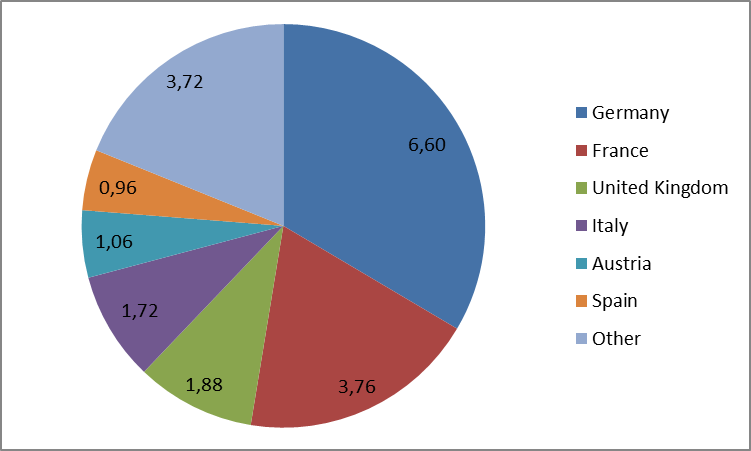 6,60
3,76
1,88
1,72
1,06
0,96
3,72
Germany
France
United Kingdom
Italy
Austria
Spain
Other